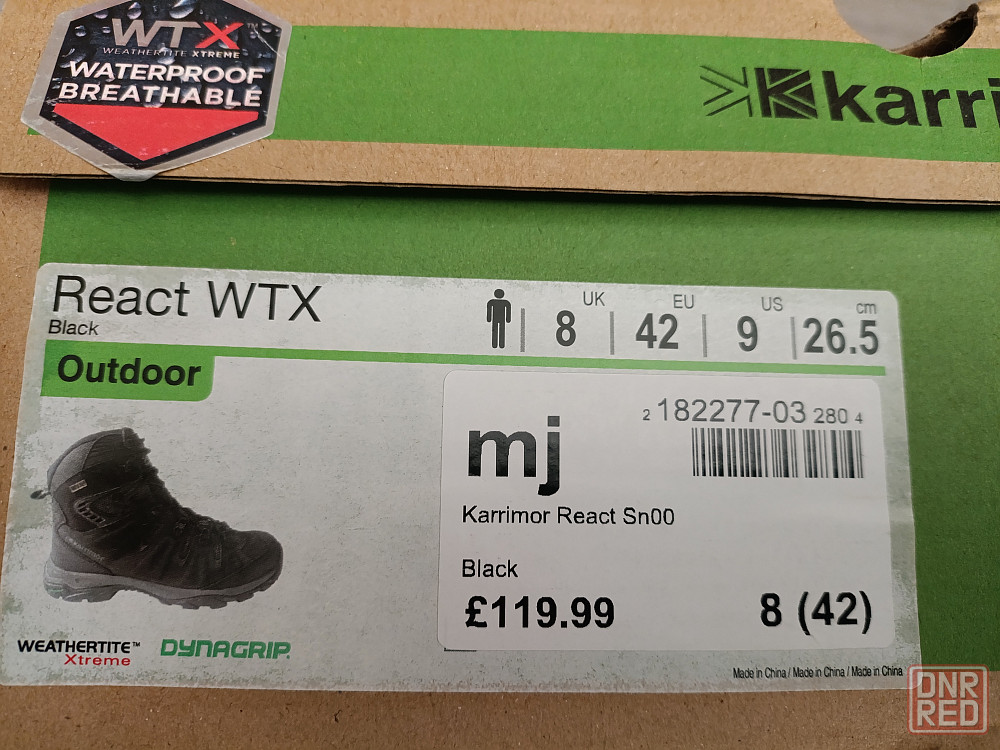 WTX™
WEATHERTITE XTREME
WATERPROOF
BREATHABLE
karri
React WTX
Black
UK EU US cm
8 42 9 26.5
Outdoor
mj
2 182277-03 280 4
Karrimor React Sn00
Black
£119.99 8 (42)
WEATHERTITE™
Xtreme
DYNAGRIP.
Made in China / Made in China / Made in China
DNR
RED